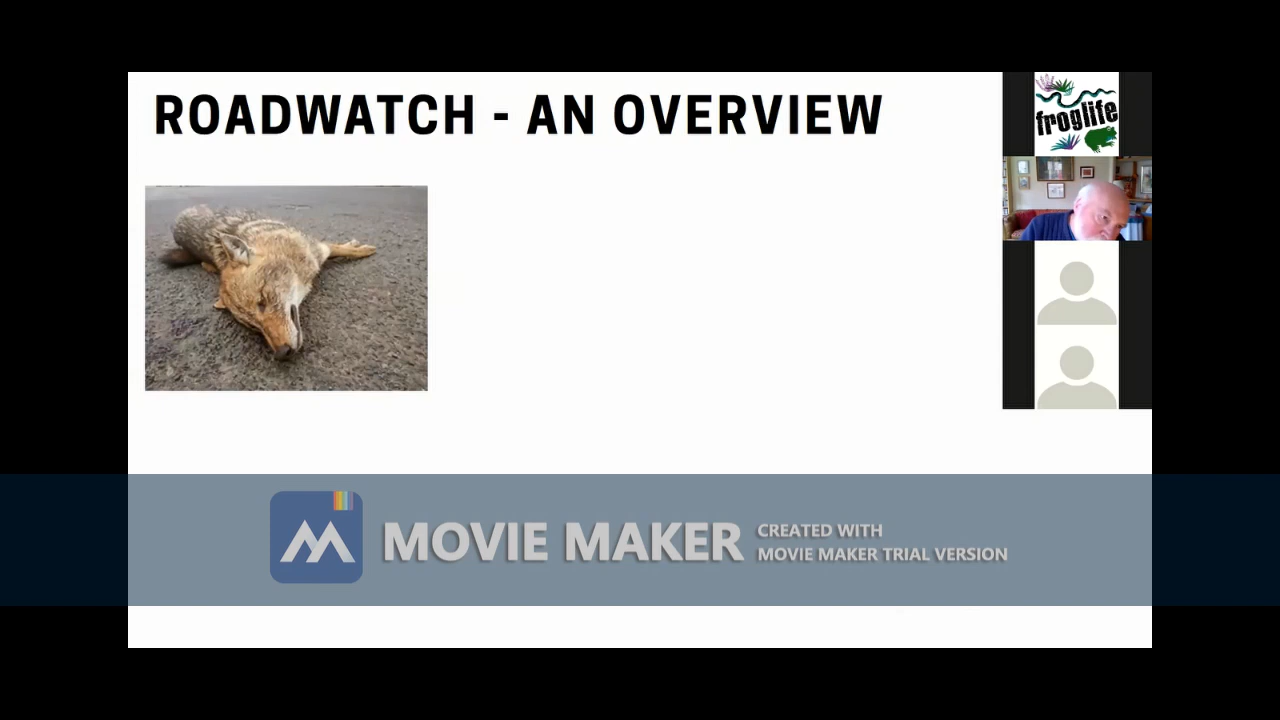 ROADWATCH - AN OVERVIEW
froglife
MOVIE MAKER
CREATED WITH
MOVIE MAKER TRIAL VERSION